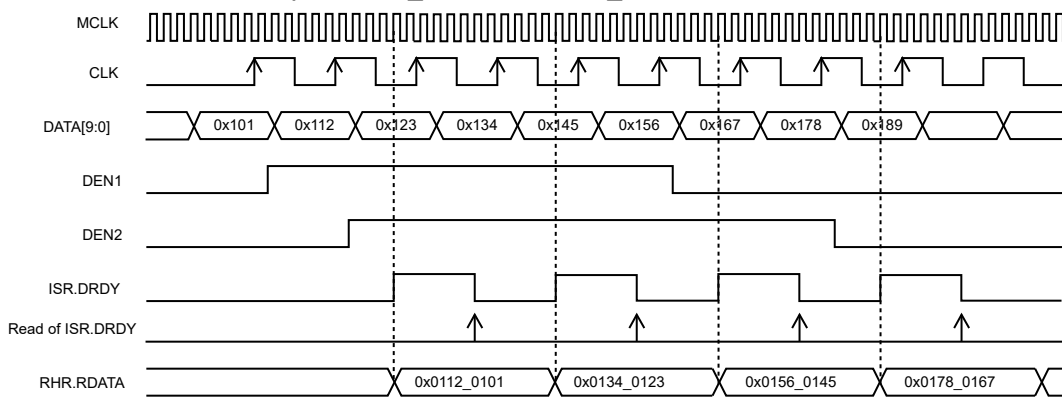 MCLK
CLK
DATA[9:0] 0x101 0x112 0x123 0x134 0x145 0x156 0x167 0x178 0x189
DEN1
DEN2
ISR.DRDY
Read of ISR.DRDY
RHR.RDATA 0x0112_0101 0x0134_0123 0x0156_0145 0x0178_0167